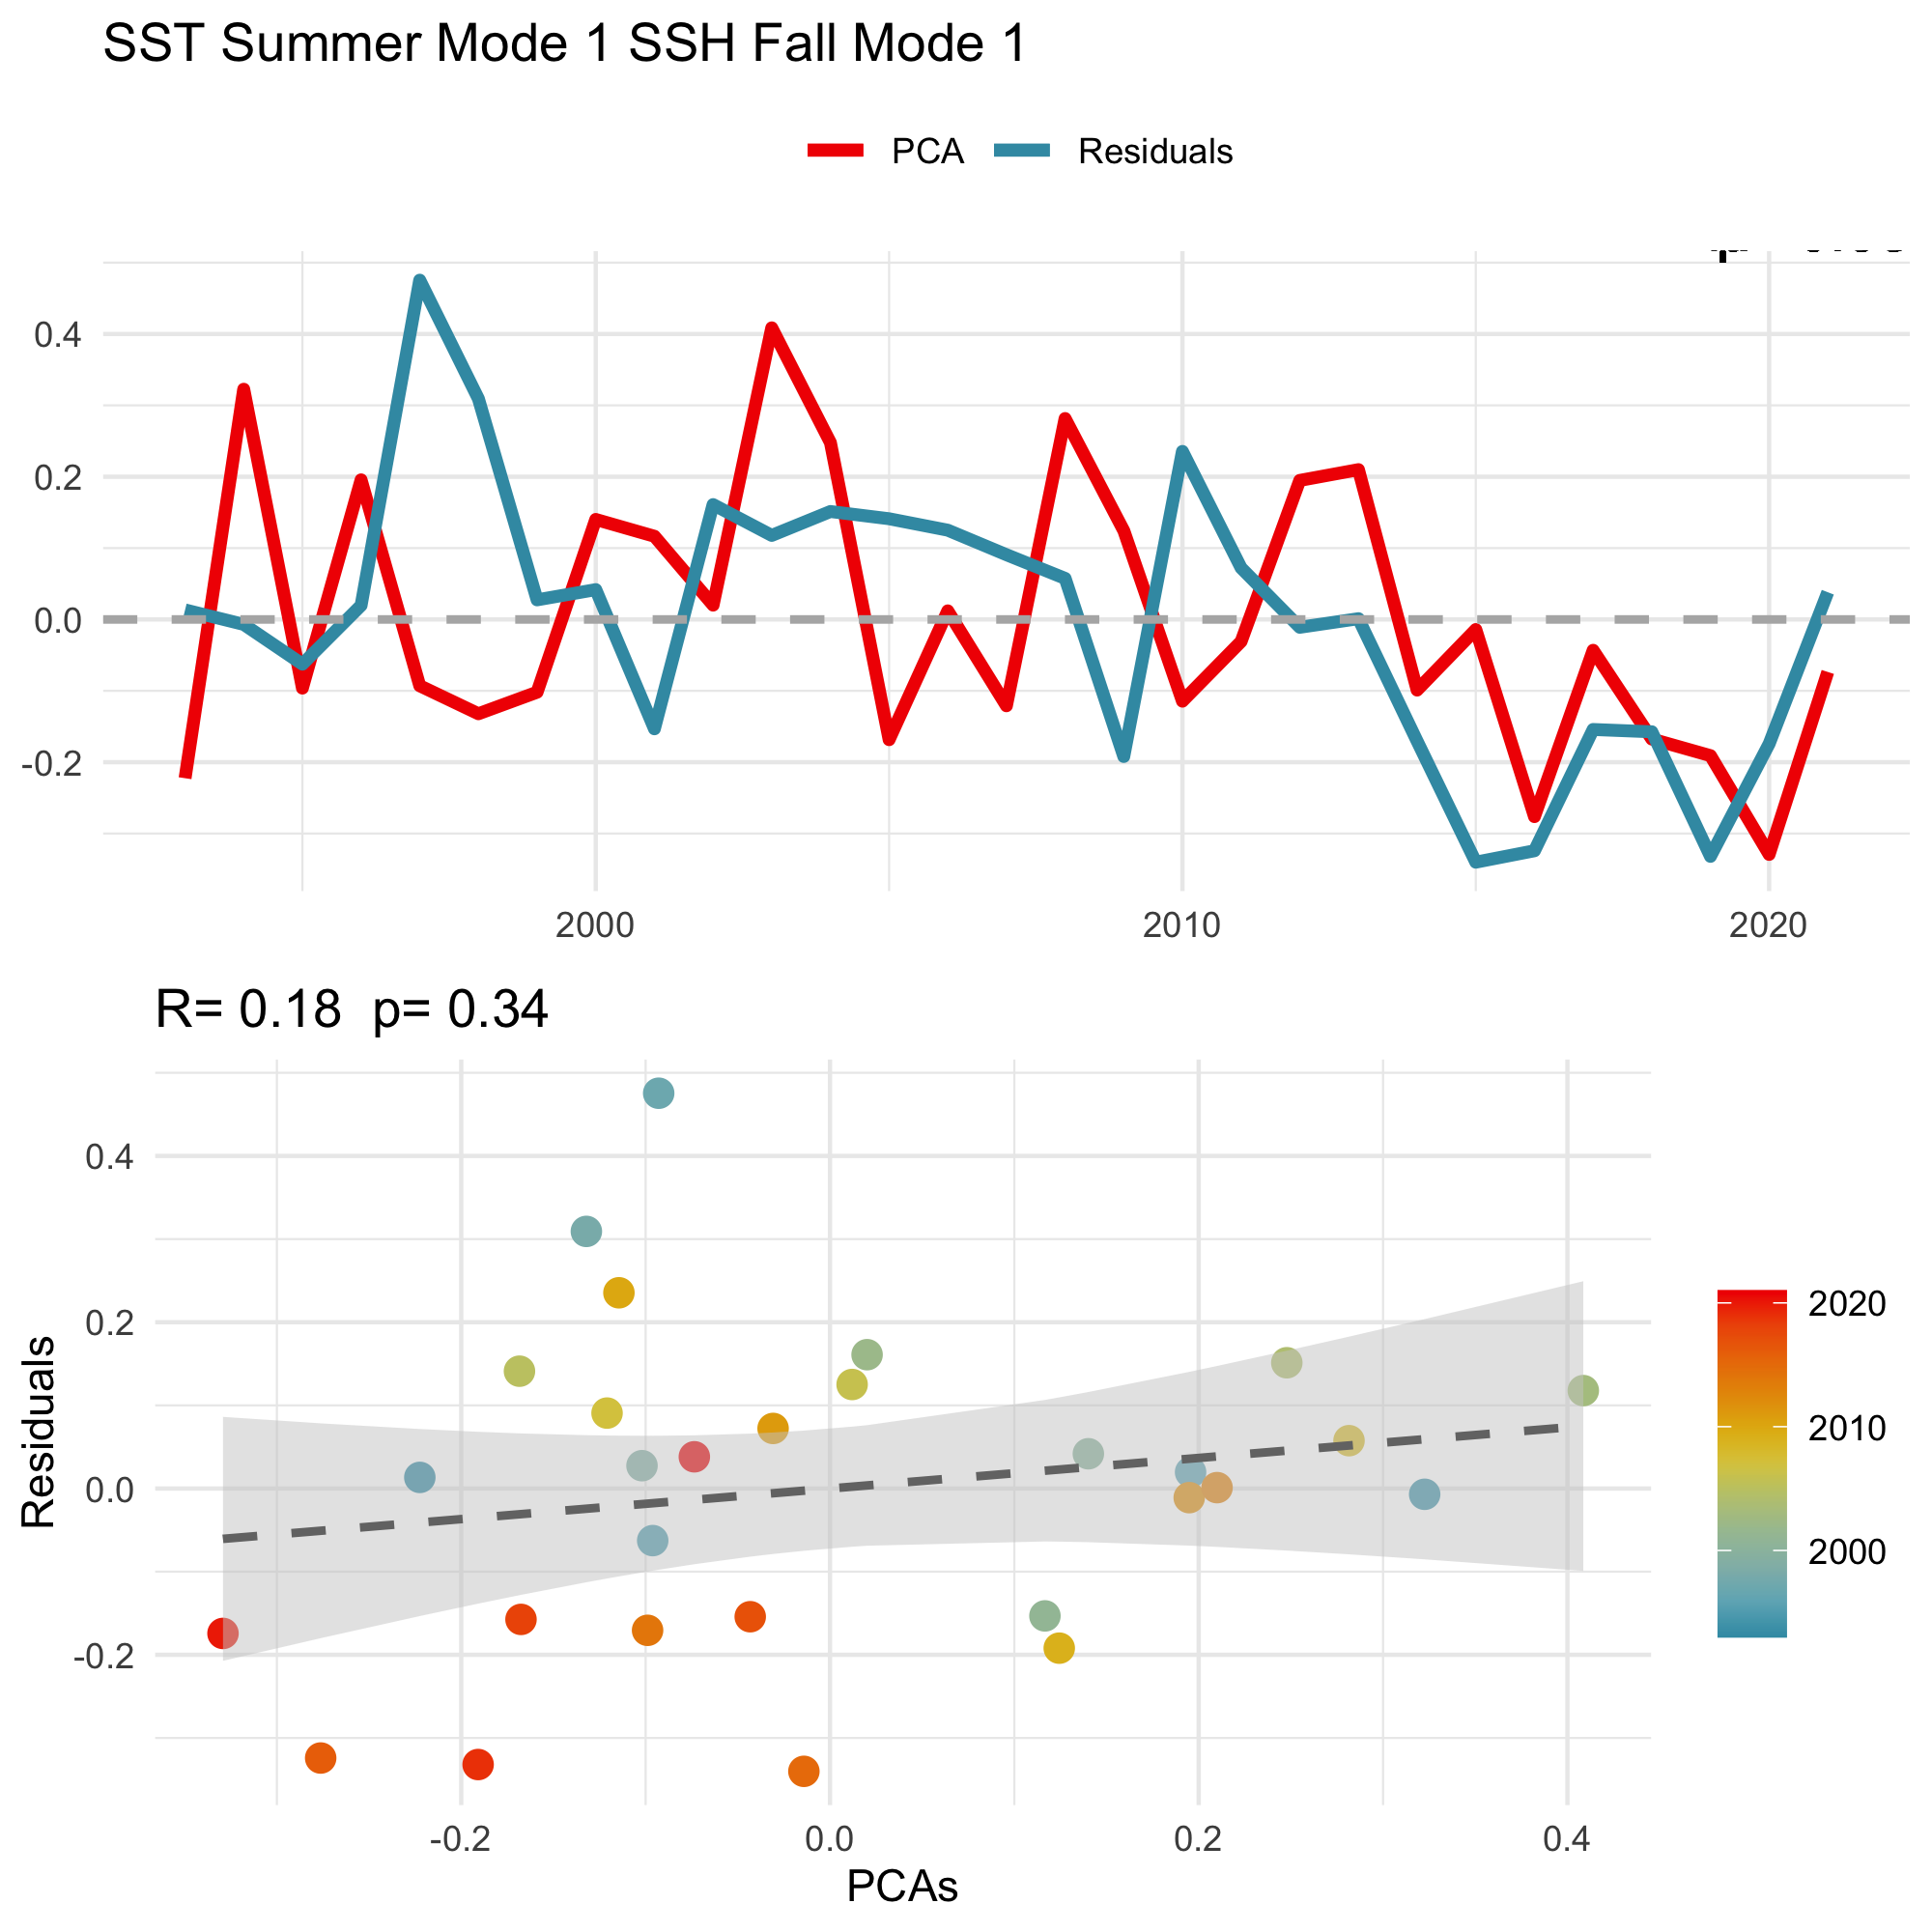 SST Summer Mode 1 SSH Fall Mode 1
PCA Residuals
0.4
0.2
0.0
-0.2
2000 2010 2020
R= 0.18 p= 0.34
Residuals
0.4
0.2
0.0
-0.2
-0.2 0.0 0.2 0.4
PCAs
2020
2010
2000